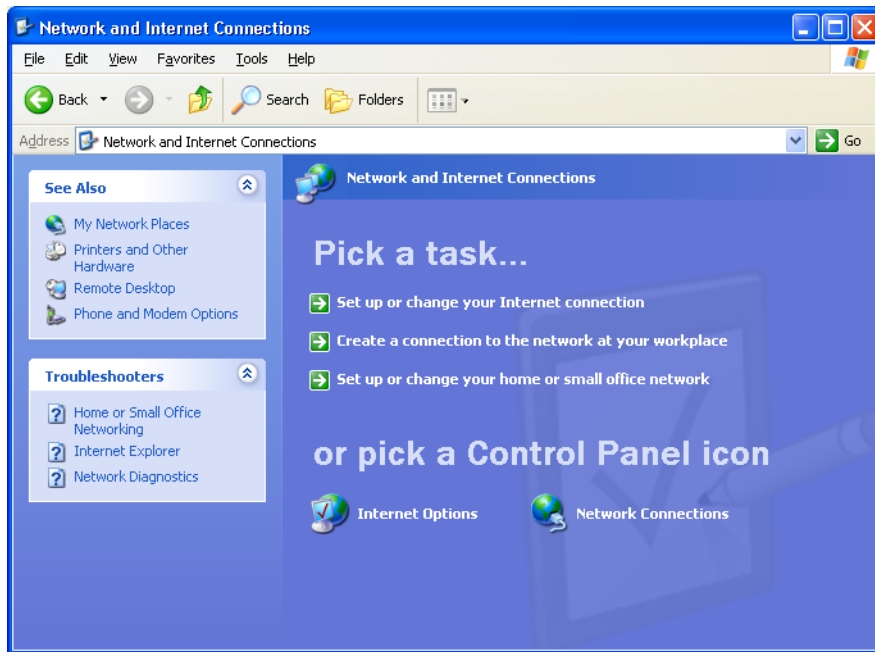 Network and Internet Connections
File Edit View Favorites Tools Help
Back Search Folders
Address Network and Internet Connections Go
See Also
My Network Places
Printers and Other
Hardware
Remote Desktop
Phone and Modem Options
Troubleshooters
Home or Small Office
Networking
Internet Explorer
Network Diagnostics
Network and Internet Connections
Pick a task...
Set up or change your Internet connection
Create a connection to the network at your workplace
Set up or change your home or small office network
or pick a Control Panel icon
Internet Options Network Connections